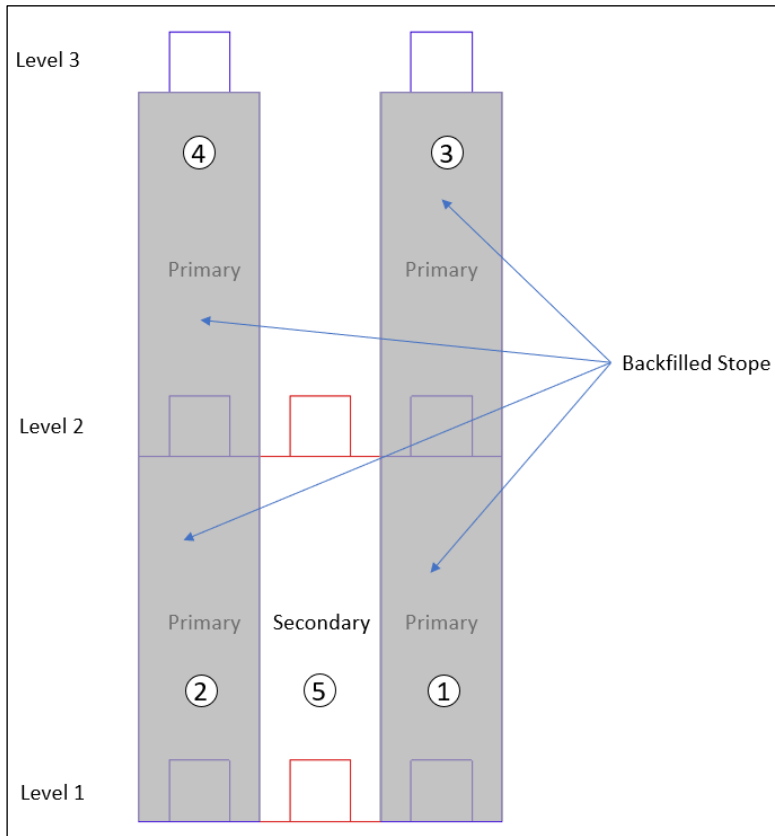 Level 3
4
3
Primary
Primary
Backfilled Stope
Level 2
Primary
Secondary
Primary
2
5
1
Level 1